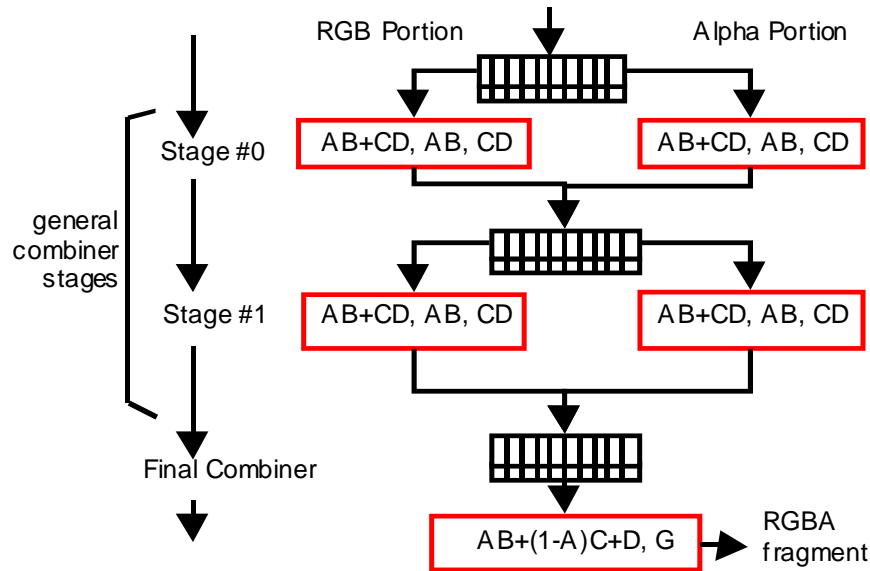 RGB Portion
Alpha Portion
Stage #0
AB+CD, AB, CD
AB+CD, AB, CD
general
combiner
stages
Stage #1
AB+CD, AB, CD
AB+CD, AB, CD
Final Combiner
AB+(1-A)C+D, G
RGBA
fragment